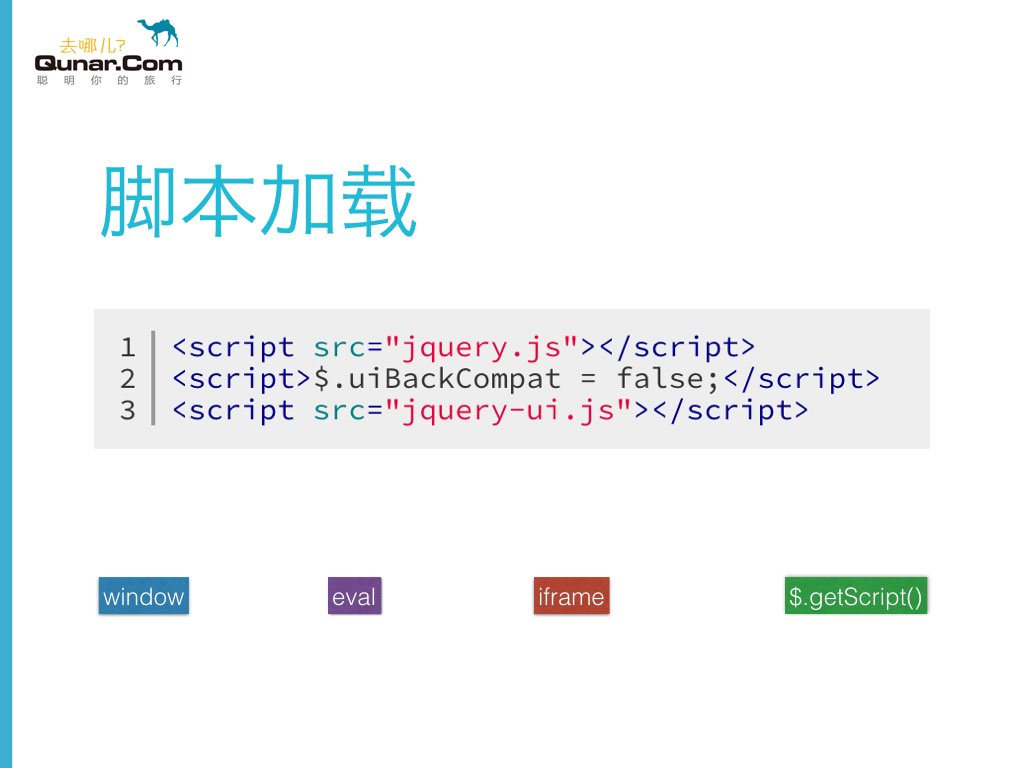 去哪儿?
Qunar.Com
聪明你的旅行
脚本加载
1 <script src="jquery.js"></script>
2 <script>$.uiBackCompat = false;</script>
3 <script src="jquery-ui.js"></script>
window eval iframe $.getScript()